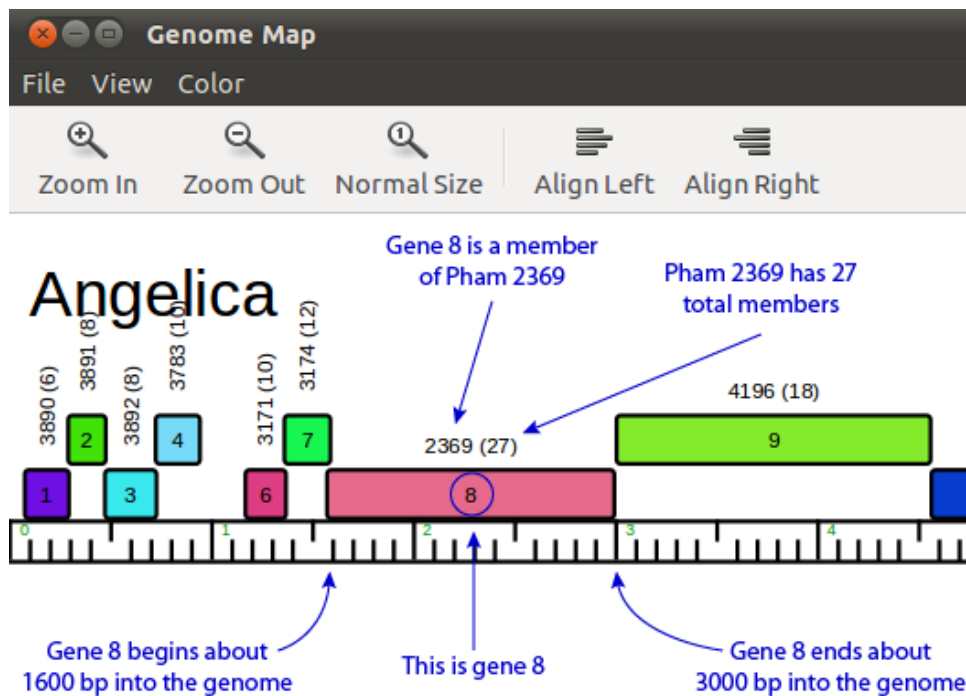 Genome Map
File View Color
Zoom In Zoom Out Normal Size Align Left Align Right
Gene 8 is a member
of Pham 2369
Pham 2369 has 27
total members
Angelica
3890 (6)
3891 (8)
3892 (8)
3783 (10)
3171 (10)
3174 (12)
2369 (27)
4196 (18)
2 4 7 9
1 3 6 8
0 1 2 3 4
Gene 8 begins about
1600 bp into the genome
This is gene 8
Gene 8 ends about
3000 bp into the genome